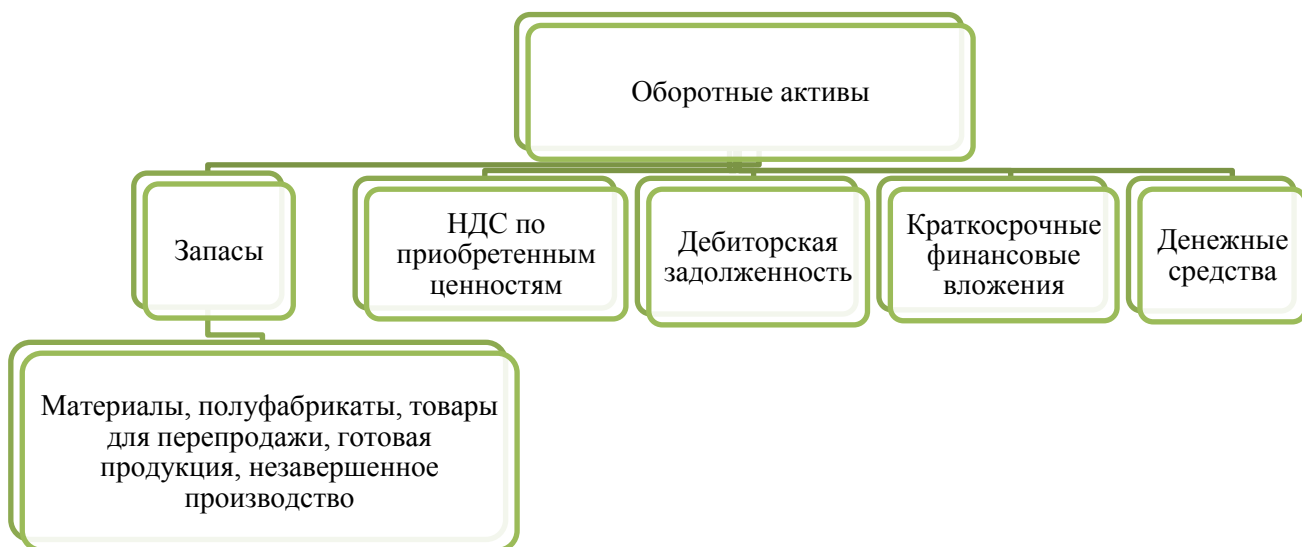 Оборотные активы
Запасы
НДС по
приобретенным
ценностям
Дебиторская
задолженность
Краткосрочные
финансовые
вложения
Денежные
средства
Материалы, полуфабрикаты, товары
для перепродажи, готовая
продукция, незавершенное
производство